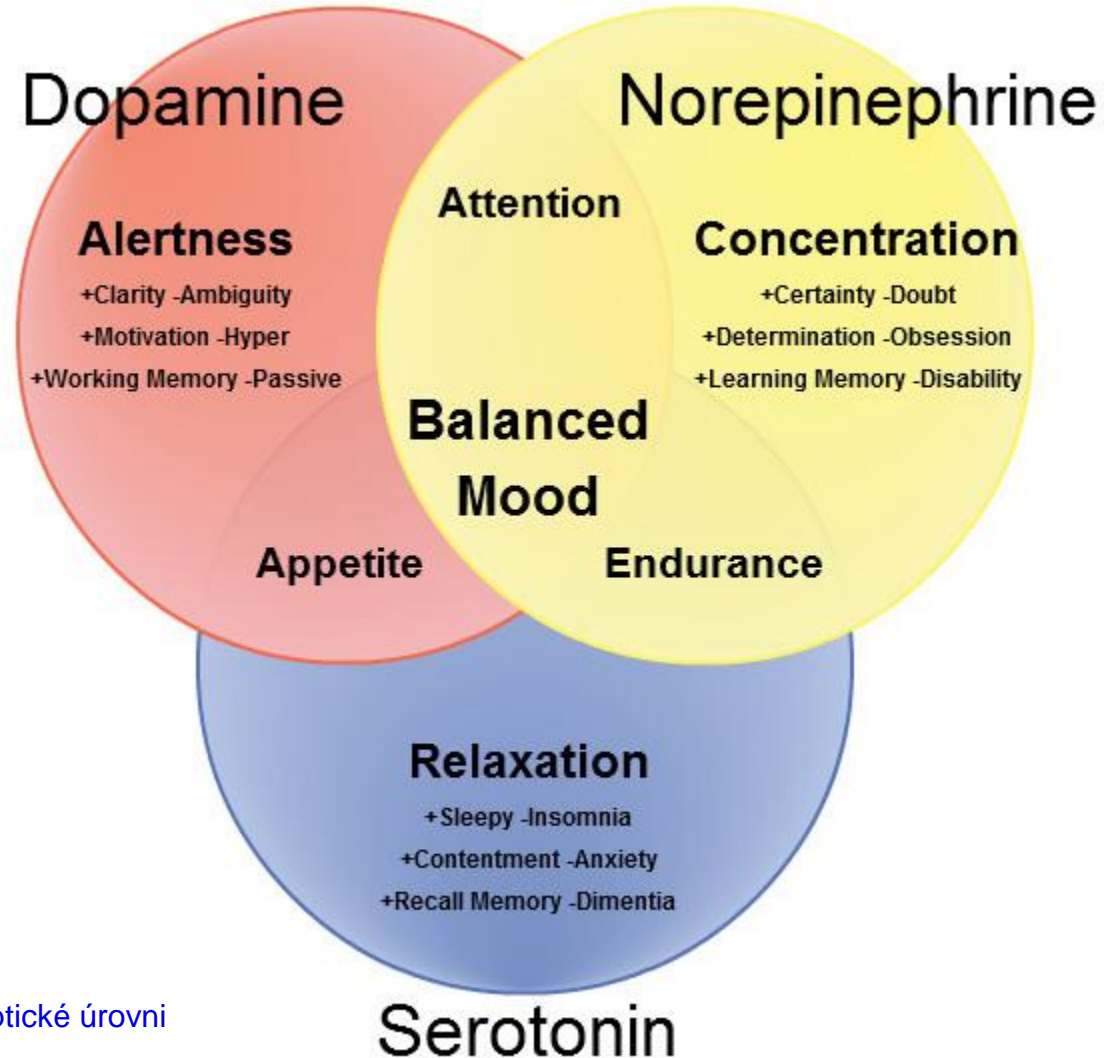 Dopamine
Norepinephrine
Attention
Alertness
+Clarity -Ambiguity
+Motivation -Hyper
+Working Memory -Passive
Concentration
+Certainty -Doubt
+Determination -Obsession
+Learning Memory -Disability
Balanced
Mood
Appetite
Endurance
Relaxation
+Sleepy -Insomnia
+Contentment -Anxiety
+Recall Memory -Dimentia
úrovni
Serotonin